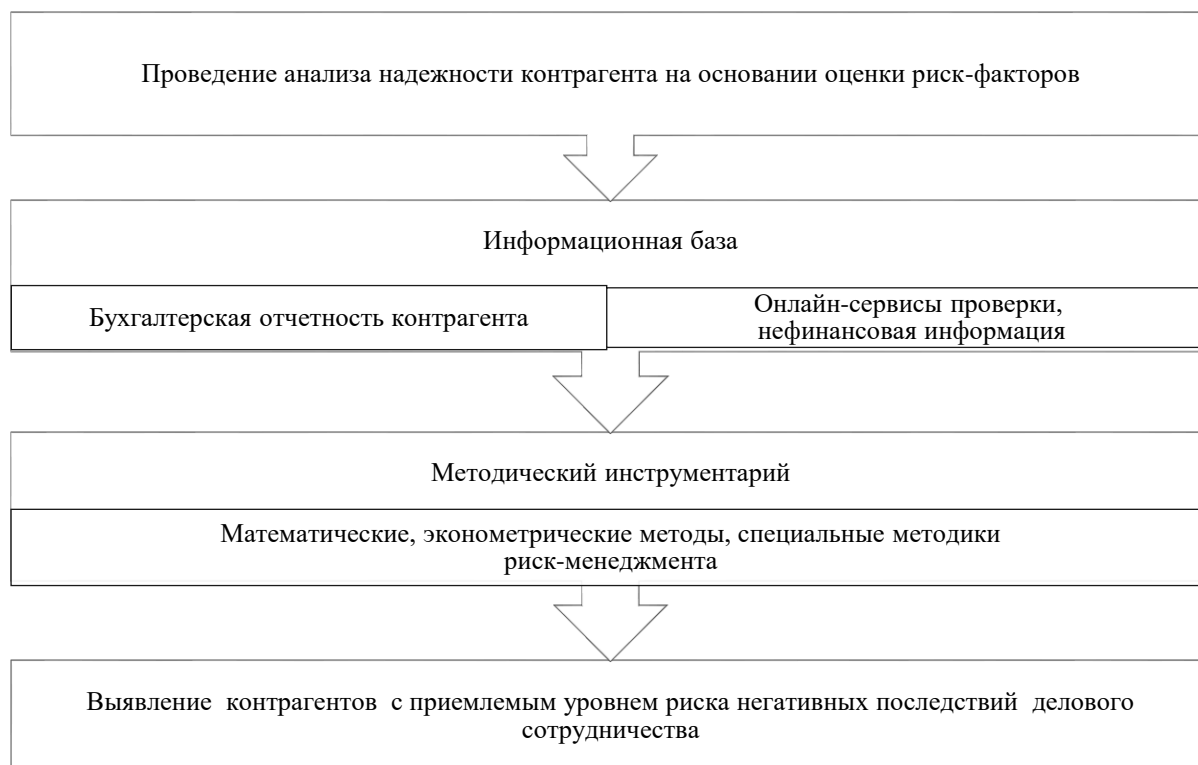 Проведение анализа надежности контрагента на основании оценки риск-факторов
Информационная база
Бухгалтерская отчетность контрагента
Онлайн-сервисы проверки,
нефинансовая информация
Методический инструментарий
Математические, эконометрические методы, специальные методики
риск-менеджмента
Выявление контрагентов с приемлемым уровнем риска негативных последствий делового
сотрудничества